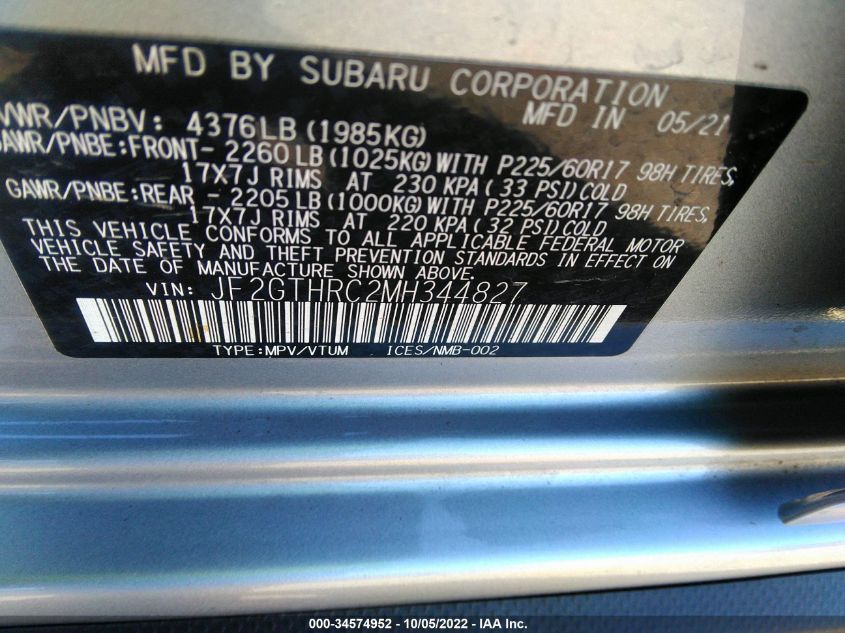 MFD BY SUBARU CORPORATION
MFD IN 05/21
VWR/PNBV: 4376LB (1985KG)
GAWR/PNBE:FRONT- 2260 LB (1025KG) WITH P225/60R17 98H TIRES,
17X7J RIMS AT 230 KPA( 33 PSI) COLD
GAWR/PNBE:REAR - 2205 LB (1000KG) WITH P225/60R17 98H TIRES,
17X7J RIMS AT 220 KPA( 32 PSI) COLD
THIS VEHICLE CONFORMS TO ALL APPLICABLE FEDERAL MOTOR
VEHICLE SAFETY AND THEFT PREVENTION STANDARDS IN EFFECT ON
THE DATE OF MANUFACTURE SHOWN ABOVE.
VIN: JF2GTHRC2MH344827
TYPE:MPV/VTUM ICES/NMB-002
000-34574952 - 10/05/2022 - IAA Inc.